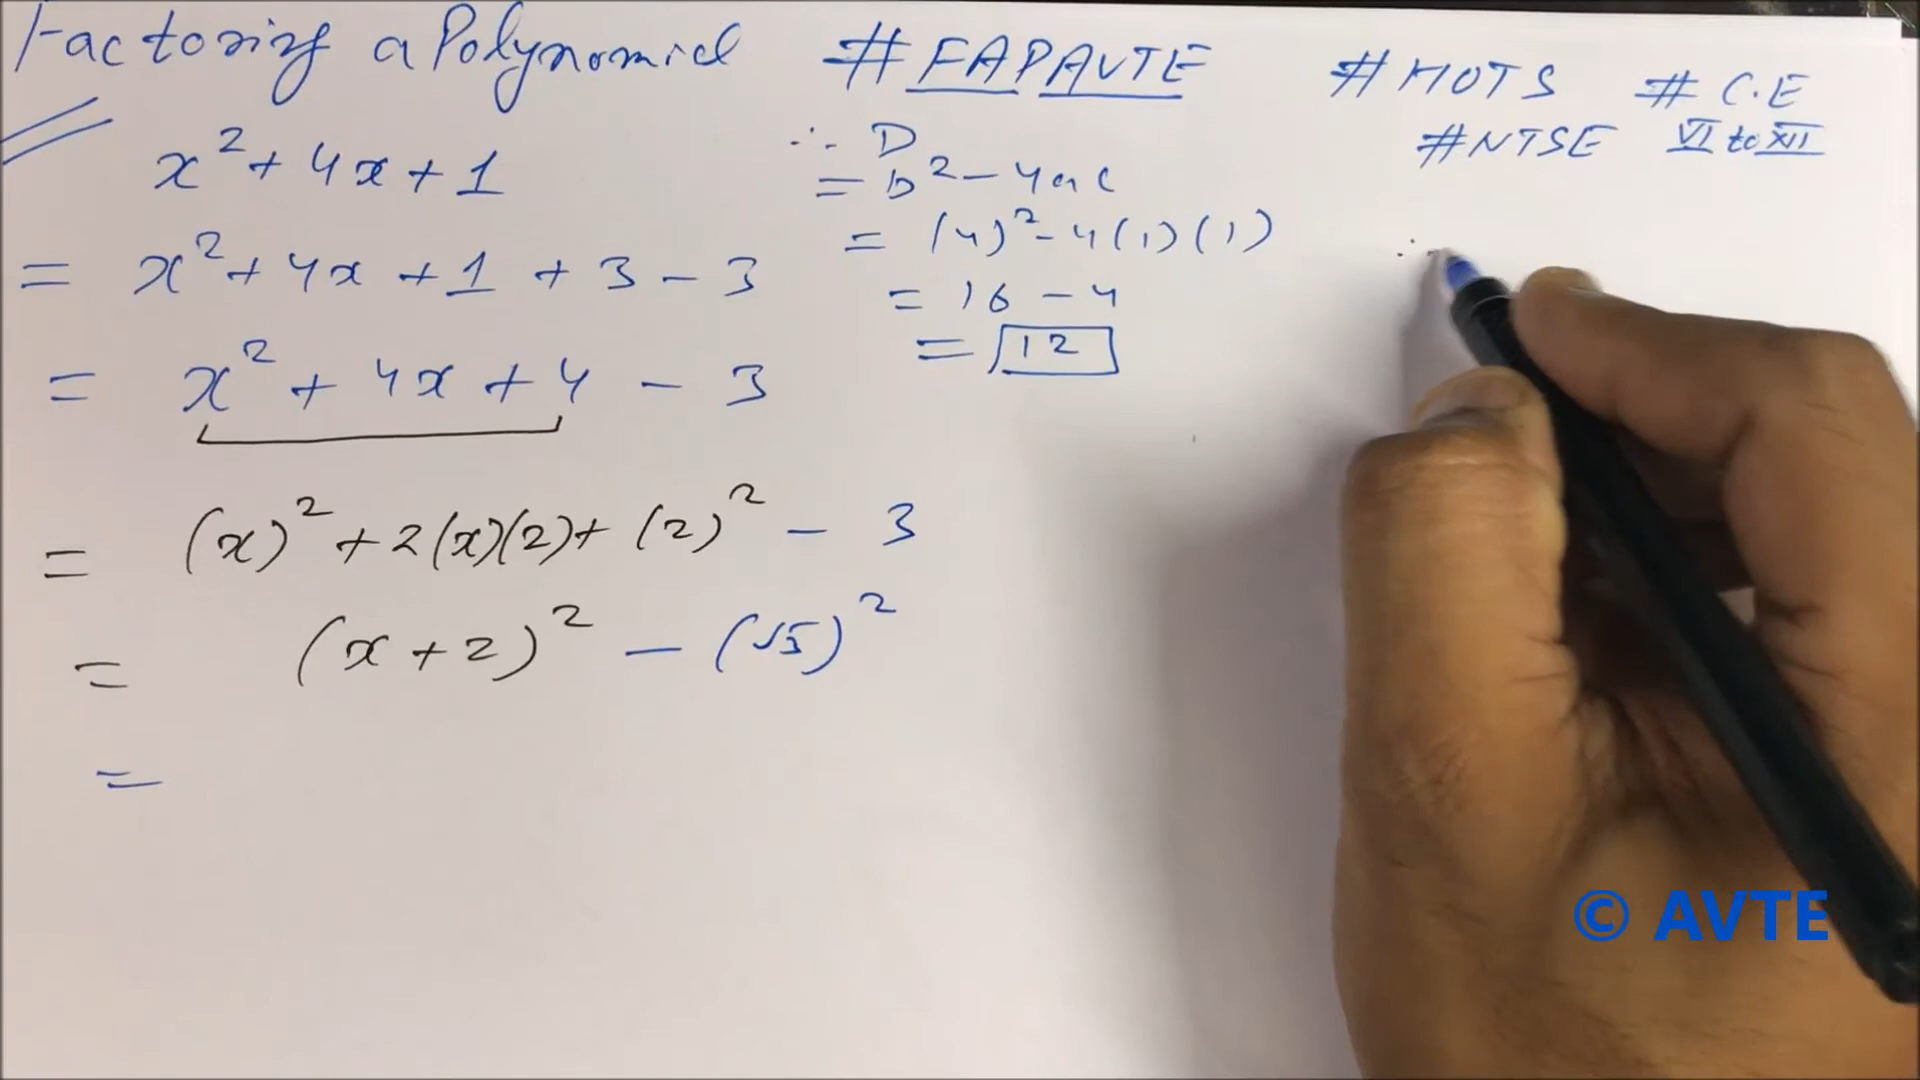 Factorizing a Polynomial #FAPAVTE #HOTS #C.E
#NTSE VI to XII
x² + 4x + 1
= x² + 4x + 1 + 3 - 3
= x² + 4x + 4 - 3
= (x)² + 2(x)(2) + (2)² - 3
= (x + 2)² - (√3)²
=
∴ D
= b² - 4ac
= (4)² - 4(1)(1)
= 16 - 4
= 12
© AVTE